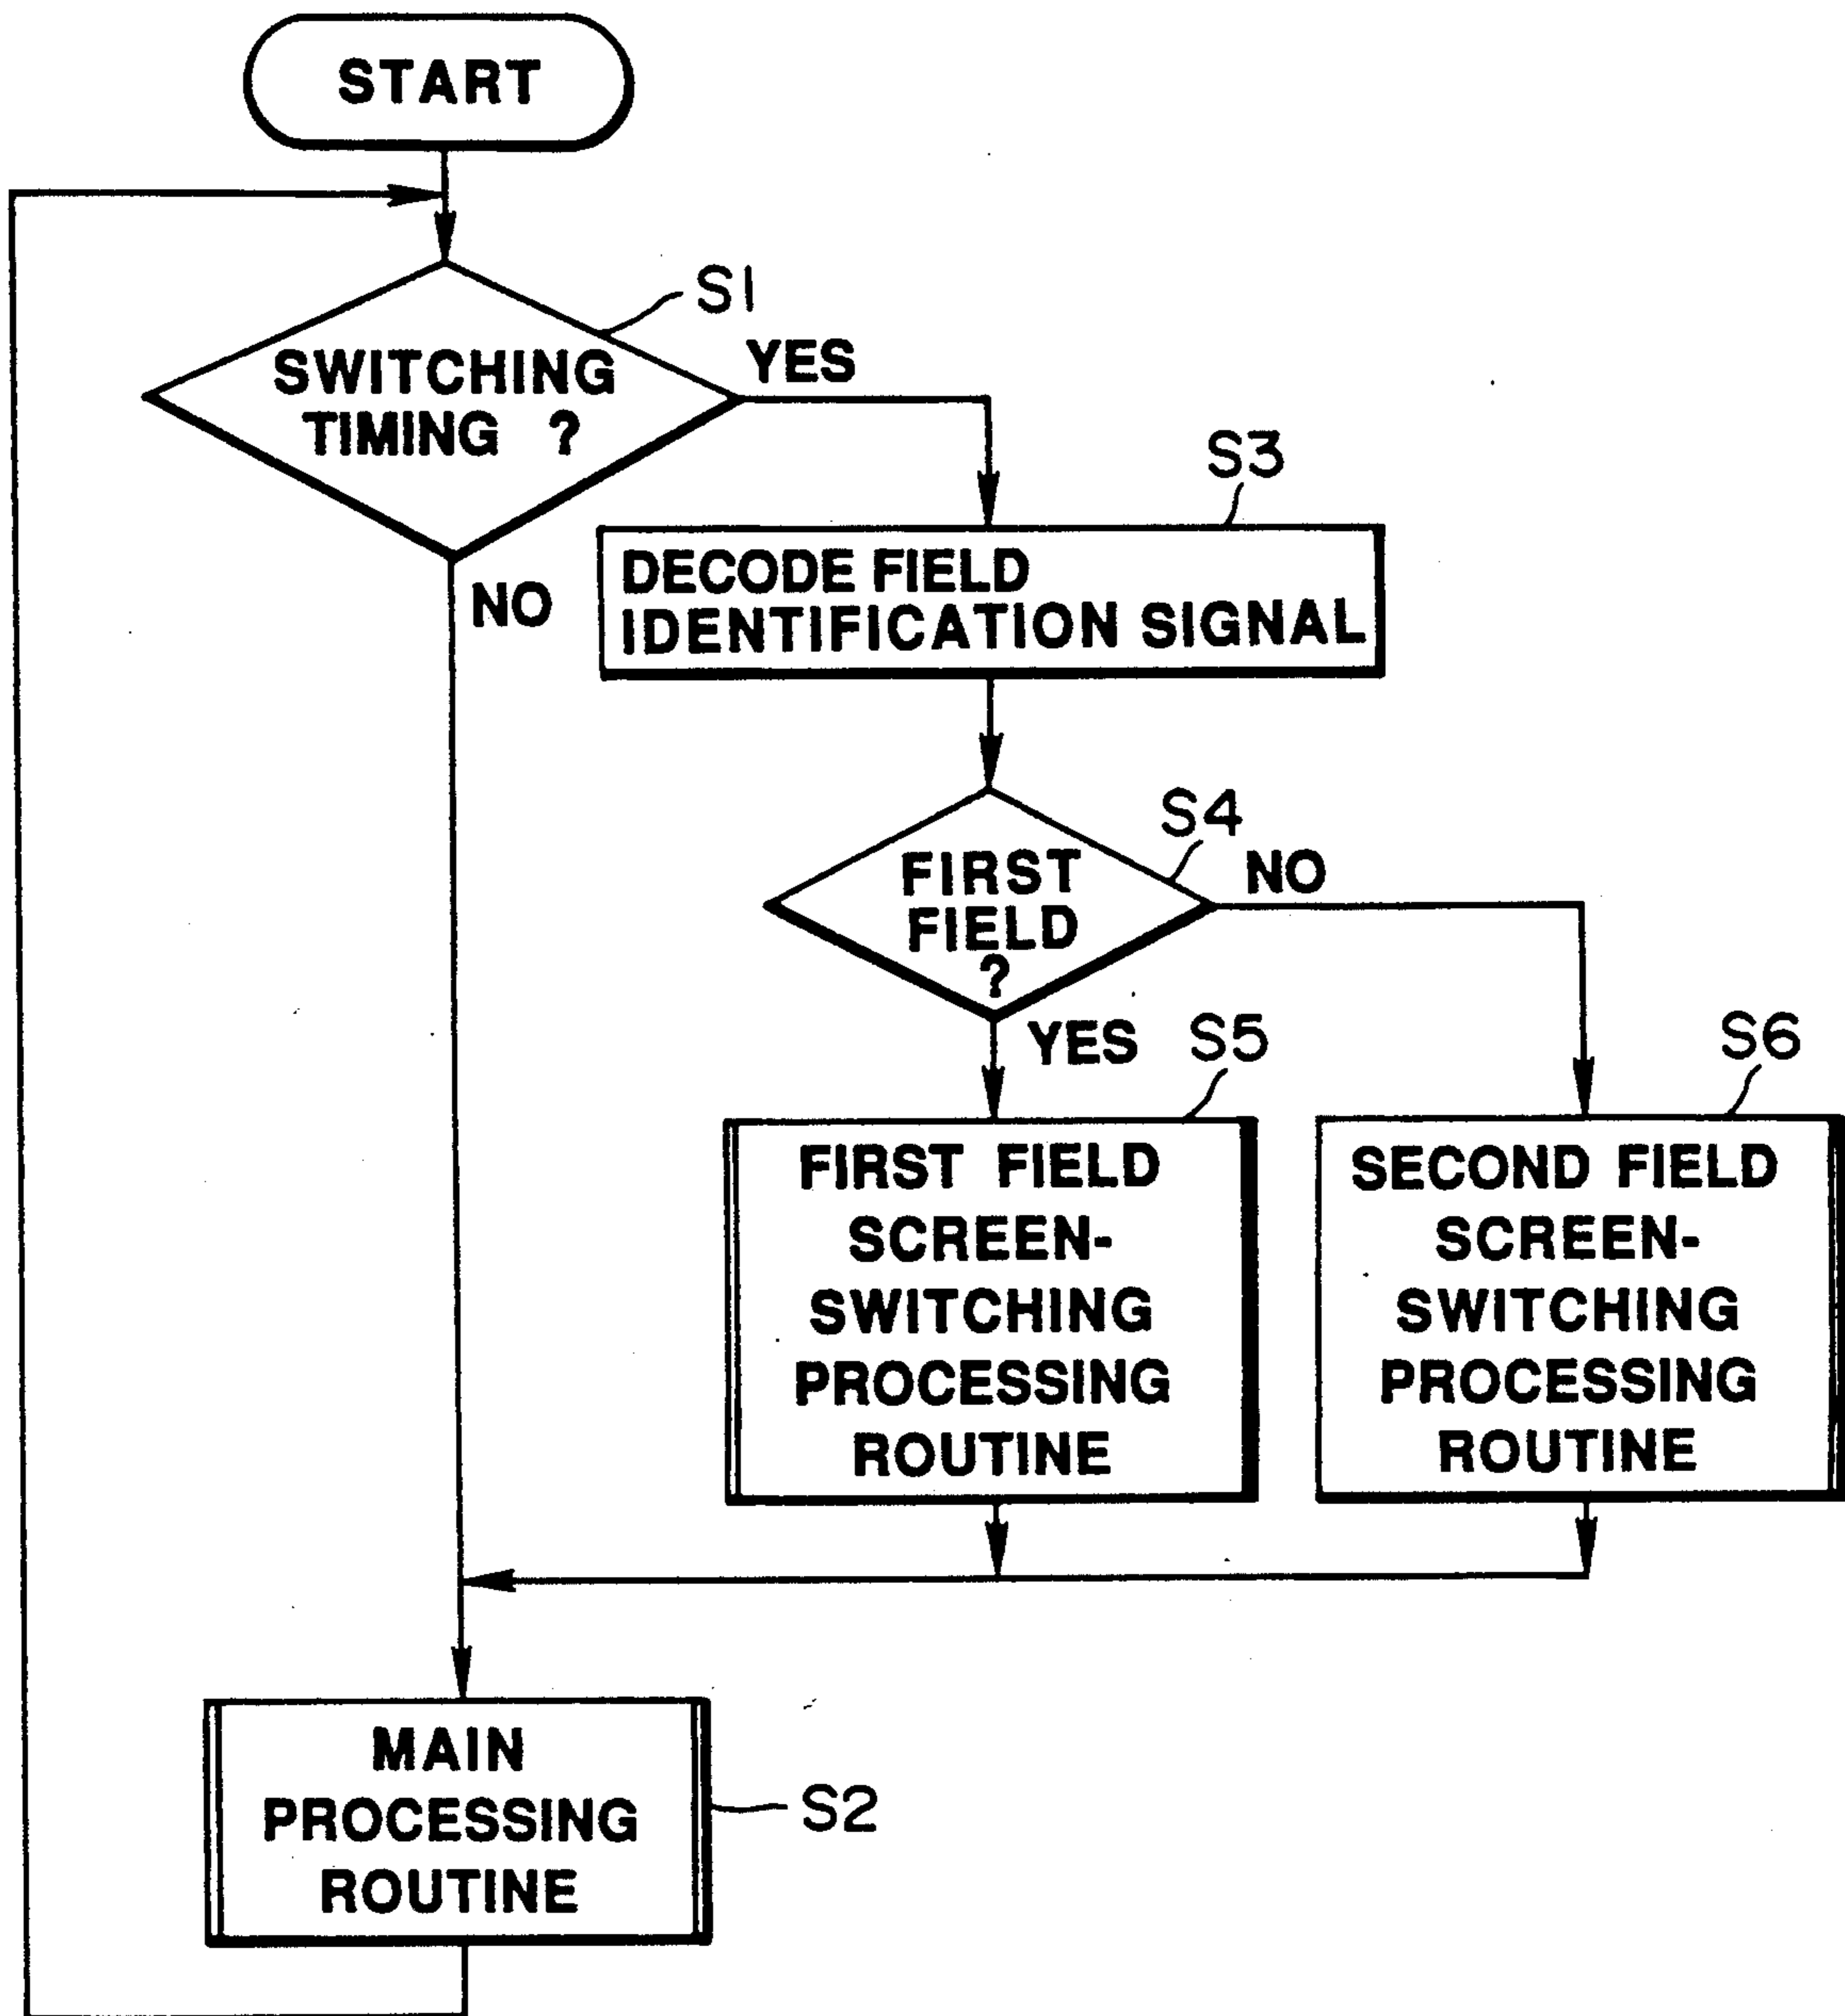 START
S1
SWITCHING
TIMING ?
YES
NO
S3
DECODE FIELD
IDENTIFICATION SIGNAL
S4
FIRST
FIELD
?
NO
YES
S5
FIRST FIELD
SCREEN-
SWITCHING
PROCESSING
ROUTINE
S6
SECOND FIELD
SCREEN-
SWITCHING
PROCESSING
ROUTINE
MAIN
PROCESSING
ROUTINE
S2